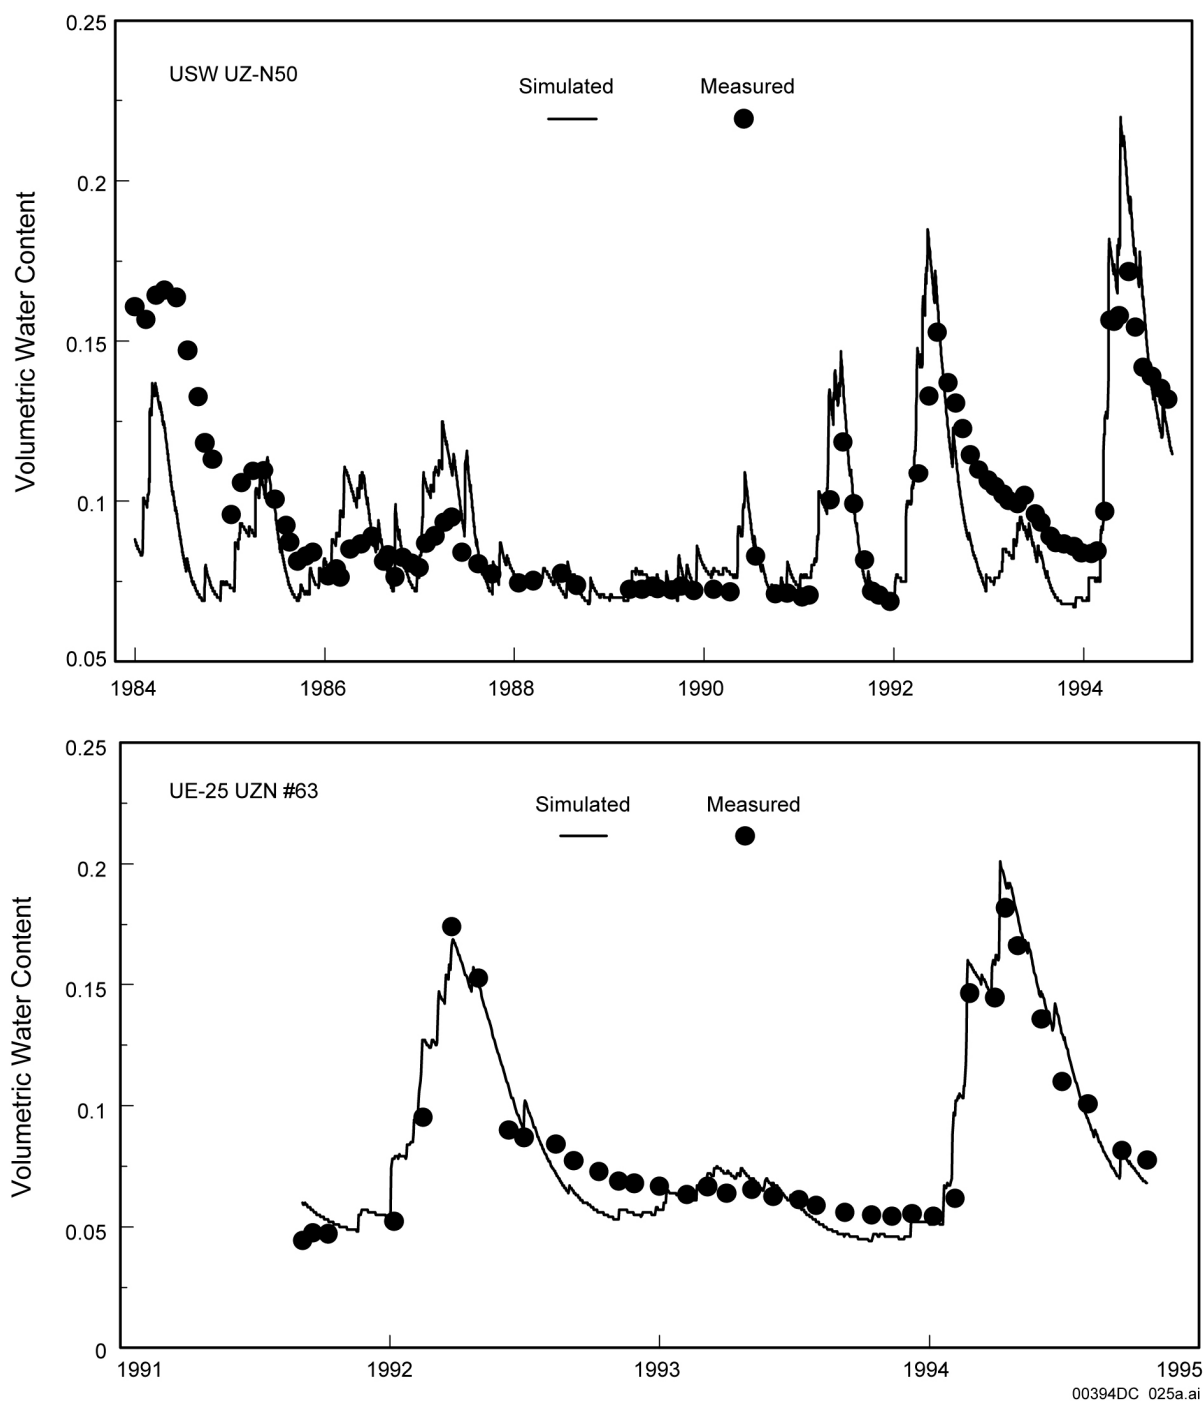 0.25
USW UZ-N50
Simulated Measured
0.2
Volumetric Water Content
0.15
0.1
0.05
1984 1986 1988 1990 1992 1994
0.25
UE-25 UZN #63
Simulated Measured
0.2
Volumetric Water Content
0.15
0.1
0.05
0
1991 1992 1993 1994 1995
00394DC 025a.ai